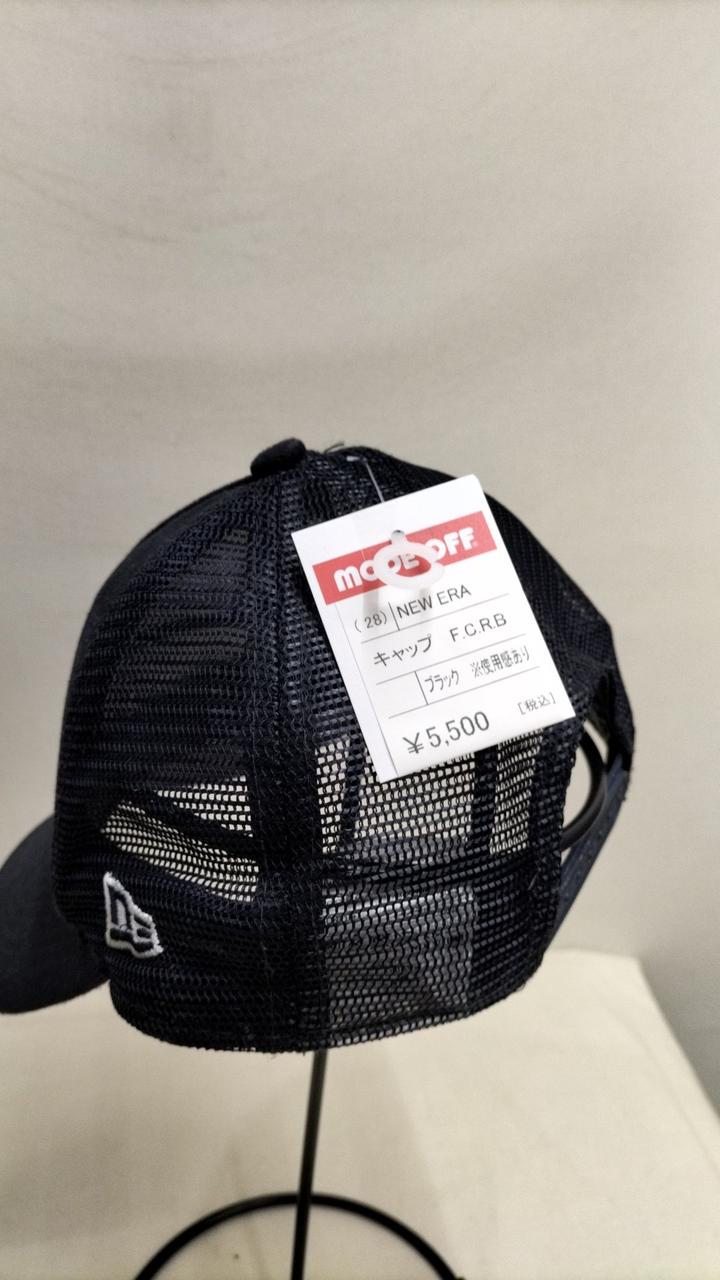 MODE OFF
(28) NEW ERA
キャップ F.C.R.B
ブラック ※使用感あり
¥5,500 [税込]
NE